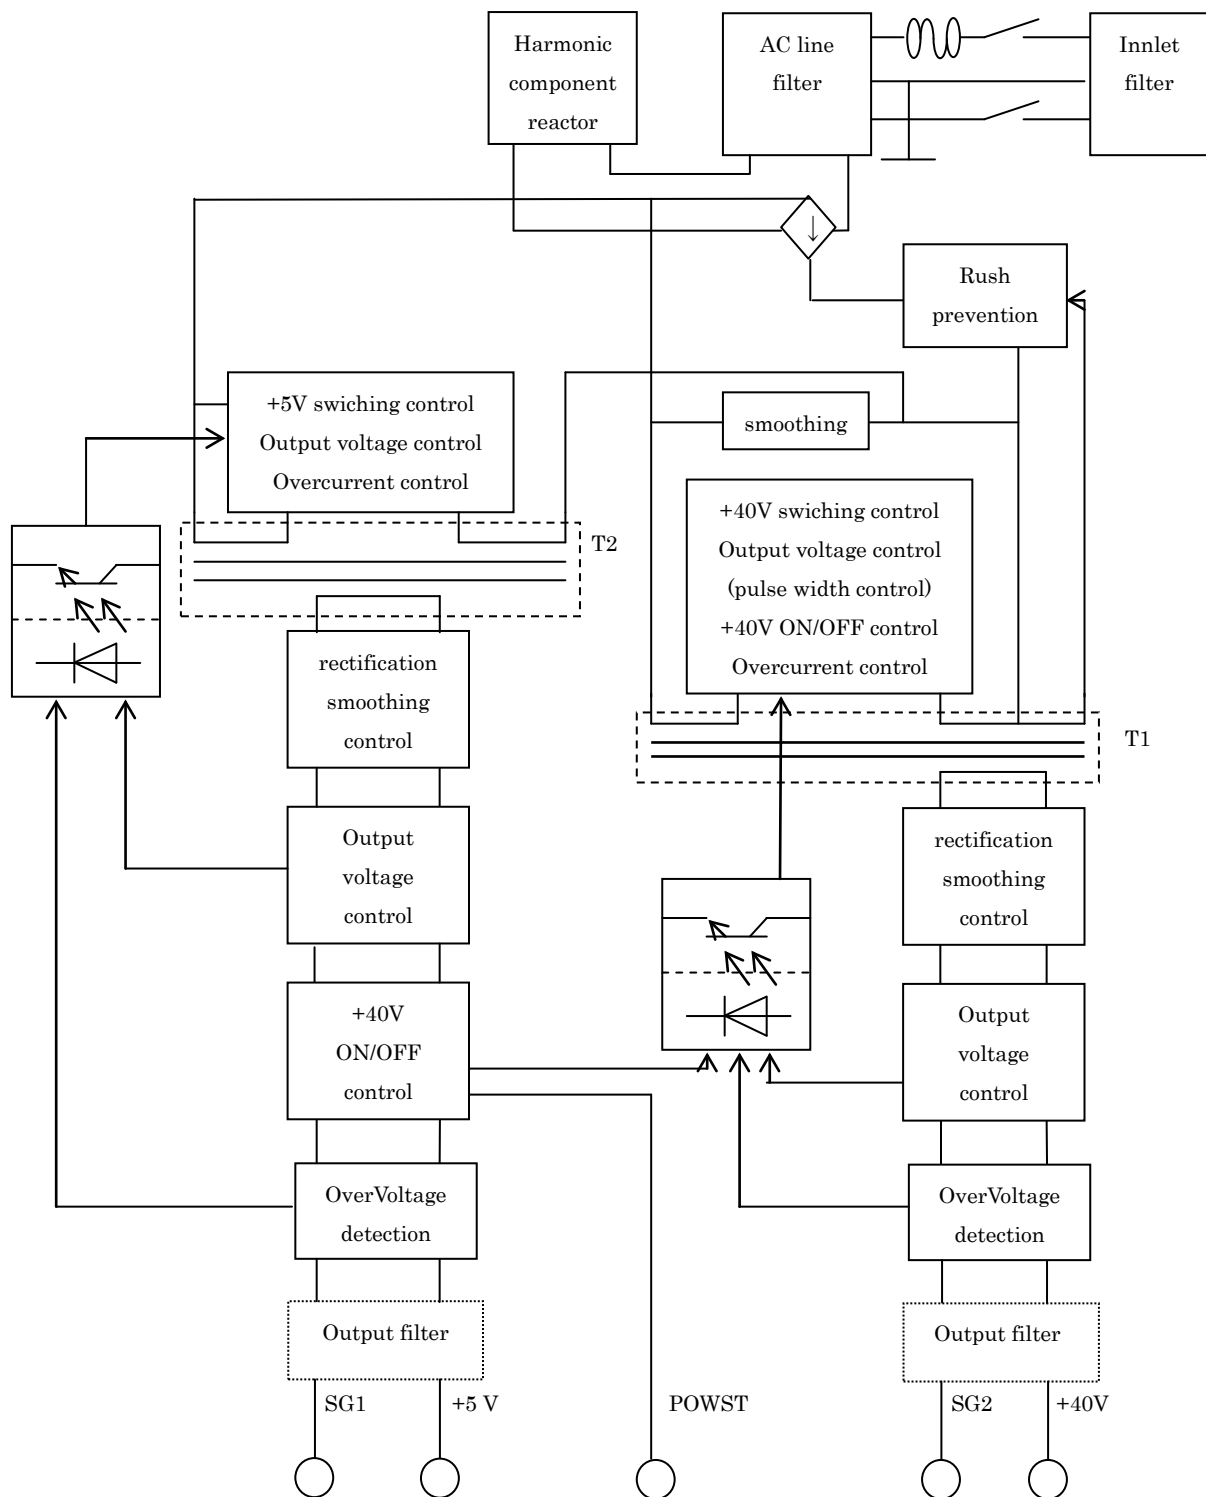 Harmonic
component
reactor
AC line
filter
Innlet
filter
↓
Rush
prevention
+5V swiching control
Output voltage control
Overcurrent control
smoothing
+40V swiching control
Output voltage control
(pulse width control)
+40V ON/OFF control
Overcurrent control
T2
T1
rectification
smoothing
control
Output
voltage
control
+40V
ON/OFF
control
OverVoltage
detection
Output filter
SG1
+5 V
POWST
rectification
smoothing
control
Output
voltage
control
OverVoltage
detection
Output filter
SG2
+40V